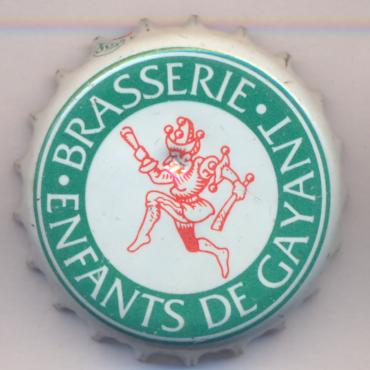 • BRASSERIE •
ENFANTS DE GAYANT